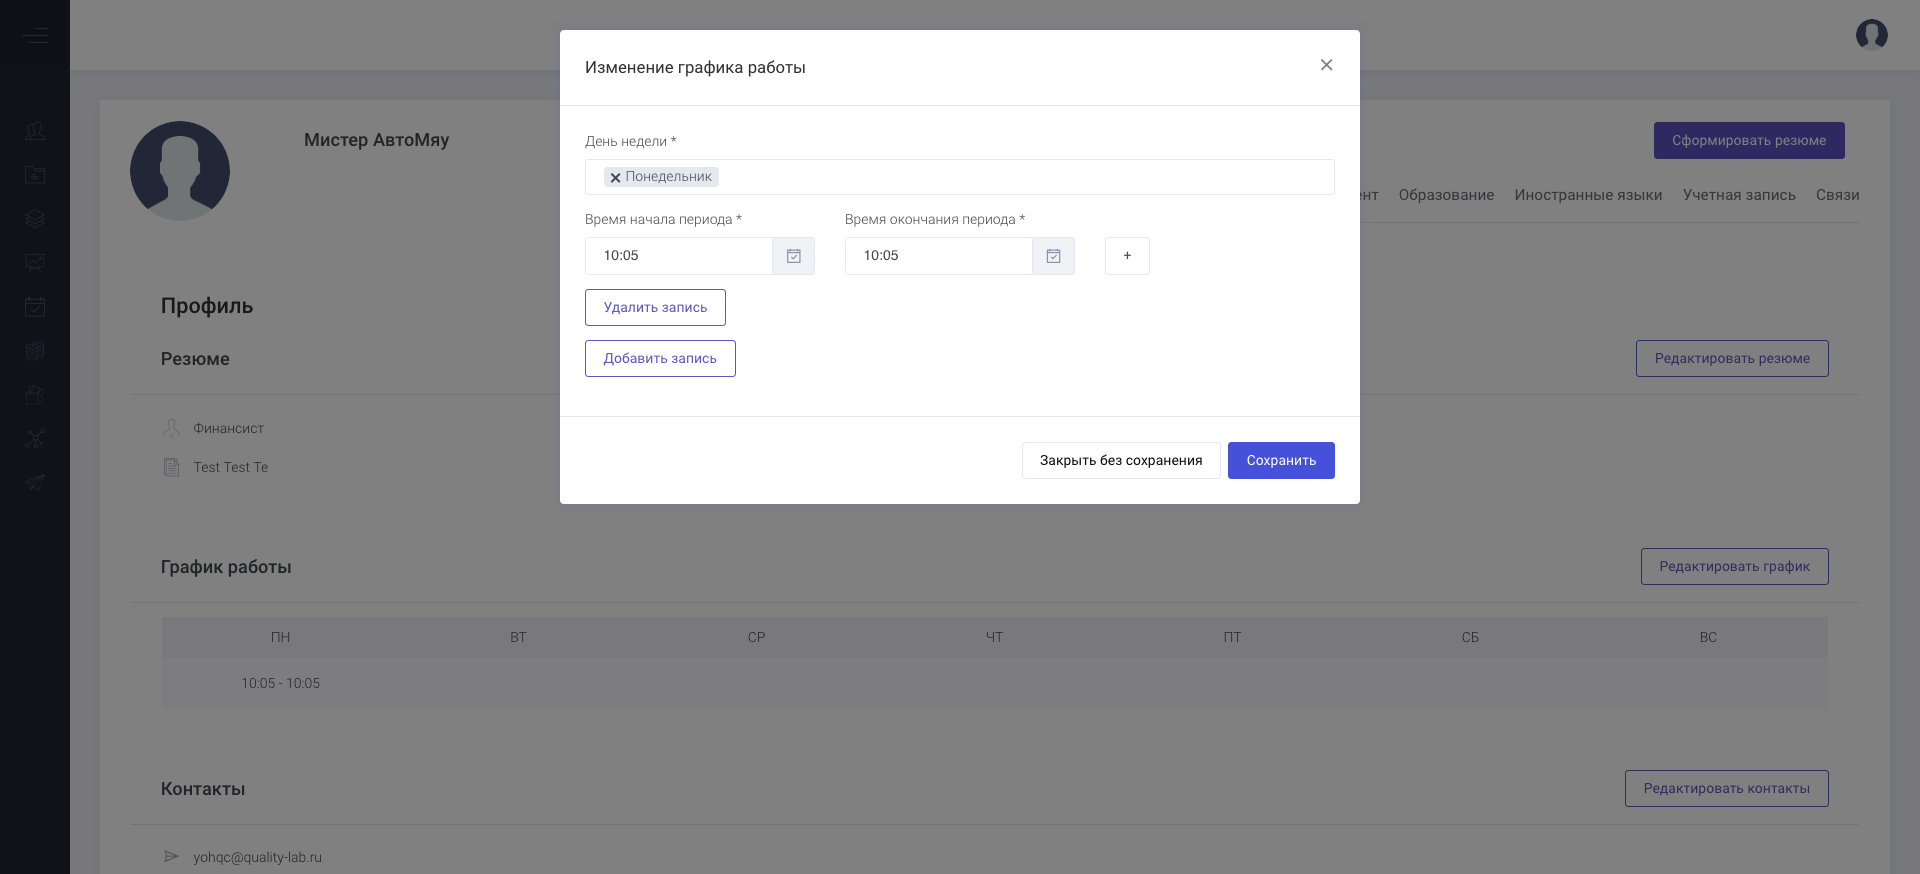 Изменение графика работы
×
День недели *
× Понедельник
Время начала периода * Время окончания периода *
10:05 10:05 +
Удалить запись
Добавить запись
Закрыть без сохранения Сохранить
Мистер АвтоМяу
Сформировать резюме
Образование Иностранные языки Учетная запись Связи
Профиль
Резюме Редактировать резюме
Финансист
Test Test Te
График работы Редактировать график
ПН ВТ СР ЧТ ПТ СБ ВС
10:05 - 10:05
Контакты Редактировать контакты
yohqc@quality-lab.ru